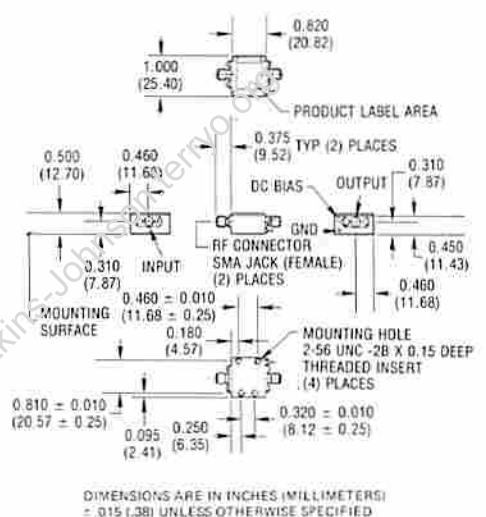 0.820
(20.82)
1.000
(25.40)
PRODUCT LABEL AREA
0.375
(9.52)
TYP (2) PLACES
0.500
(12.70)
0.460
(11.60)
DC BIAS
OUTPUT
0.310
(7.87)
GND
RF CONNECTOR
SMA JACK (FEMALE)
(2) PLACES
INPUT
0.310
(7.87)
0.450
(11.43)
0.460
(11.68)
MOUNTING
SURFACE
0.460 ± 0.010
(11.68 ± 0.25)
0.180
(4.57)
MOUNTING HOLE
2-56 UNC -2B X 0.15 DEEP
THREADED INSERT
(4) PLACES
0.810 ± 0.010
(20.57 ± 0.25)
0.095
(2.41)
0.250
(6.35)
0.320 ± 0.010
(8.12 ± 0.25)
DIMENSIONS ARE IN INCHES (MILLIMETERS)
± .015 (.38) UNLESS OTHERWISE SPECIFIED